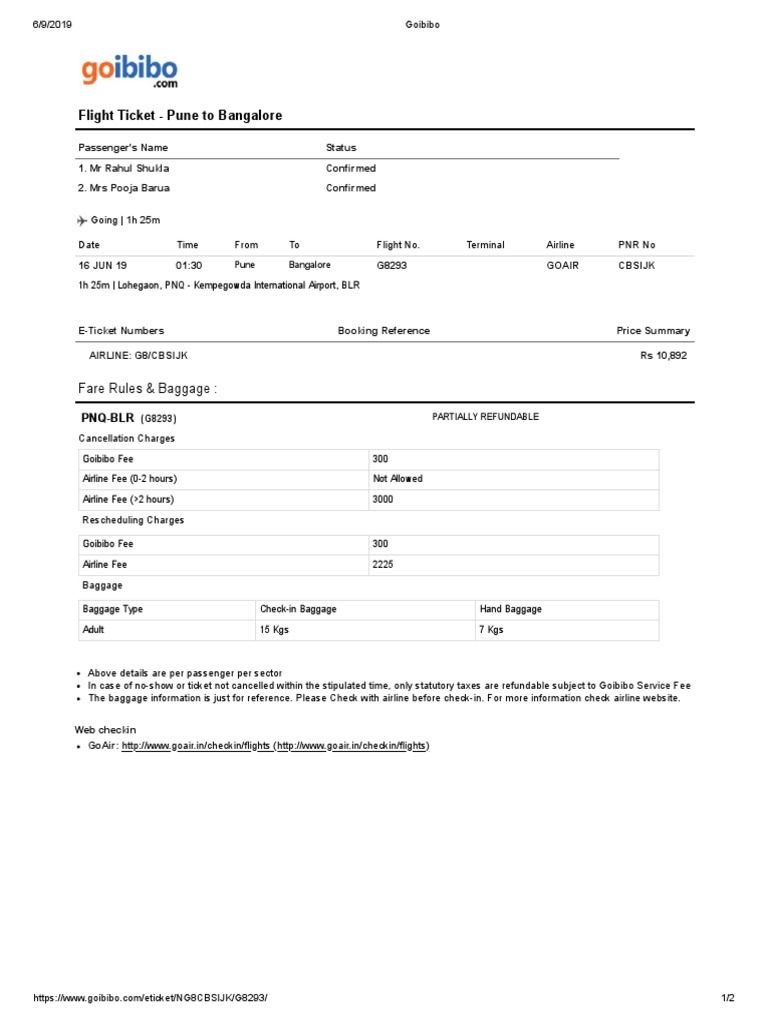 6/9/2019 Goibibo
goibibo
.com
Flight Ticket - Pune to Bangalore
Passenger's Name Status
1. Mr Rahul Shukla Confirmed
2. Mrs Pooja Barua Confirmed
Going | 1h 25m
Date Time From To Flight No. Terminal Airline PNR No
16 JUN 19 01:30 Pune Bangalore G8293 GOAIR CBSIJK
1h 25m | Lohegaon, PNQ - Kempegowda International Airport, BLR
E-Ticket Numbers Booking Reference Price Summary
AIRLINE: G8/CBSIJK Rs 10,892
Fare Rules & Baggage :
PNQ-BLR (G8293) PARTIALLY REFUNDABLE
Cancellation Charges
Goibibo Fee 300
Airline Fee (0-2 hours) Not Allowed
Airline Fee (>2 hours) 3000
Rescheduling Charges
Goibibo Fee 300
Airline Fee 2225
Baggage
Baggage Type Check-in Baggage Hand Baggage
Adult 15 Kgs 7 Kgs
• Above details are per passenger per sector
• In case of no-show or ticket not cancelled within the stipulated time, only statutory taxes are refundable subject to Goibibo Service Fee
• The baggage information is just for reference. Please Check with airline before check-in. For more information check airline website.
Web checkin
• GoAir: http://www.goair.in/checkin/flights (http://www.goair.in/checkin/flights)
https://www.goibibo.com/eticket/NG8CBSIJK/G8293/ 1/2